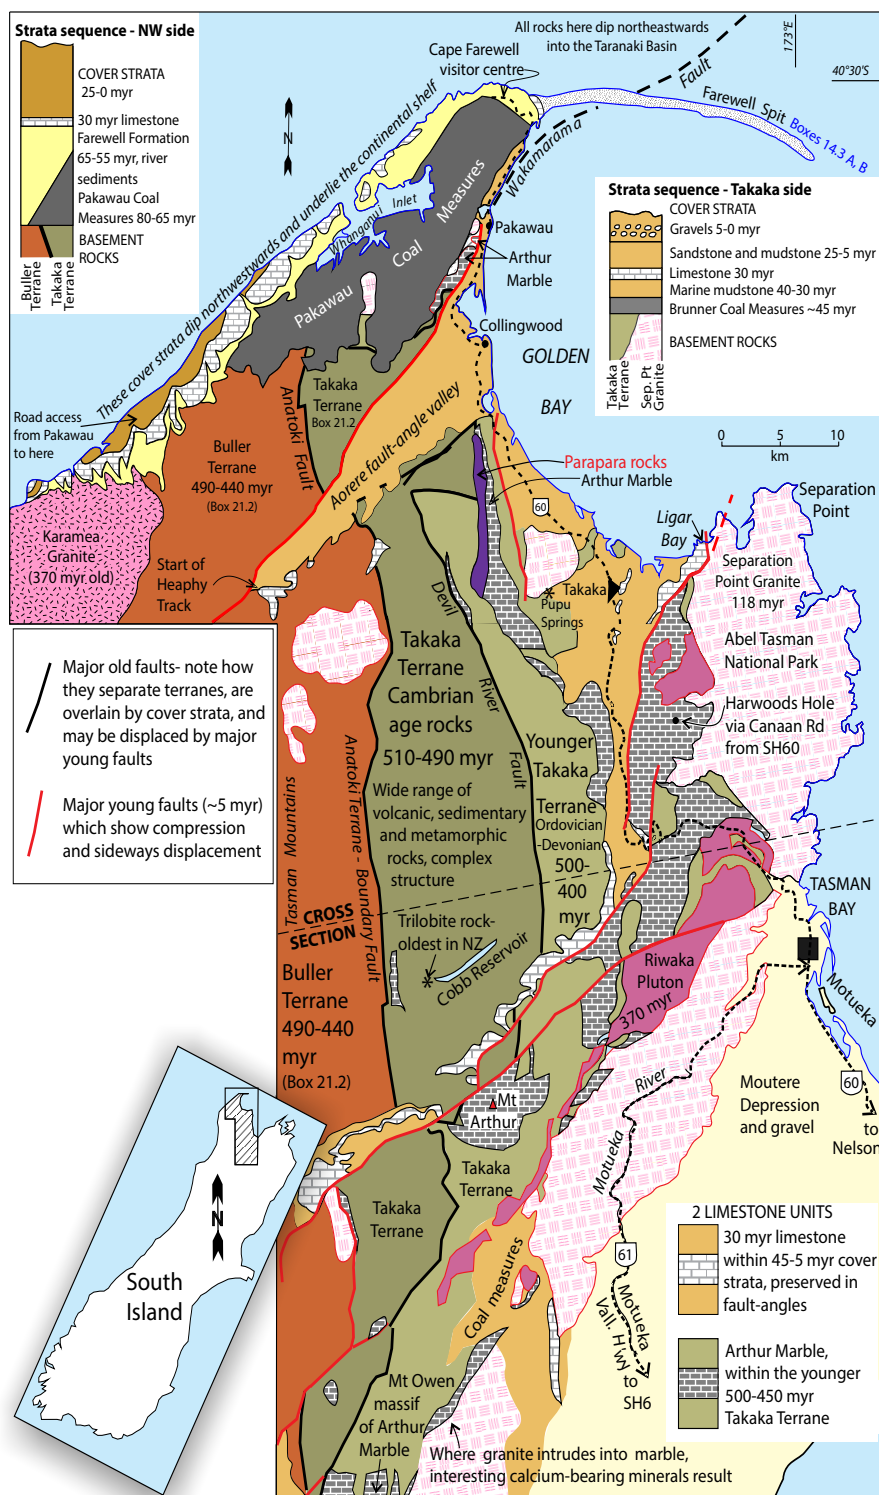 Strata sequence - NW side
COVER STRATA
25-0 myr
30 myr limestone
Farewell Formation
65-55 myr, river
sediments
Pakawau Coal
Measures 80-65 myr
BASEMENT
ROCKS
Buller
Terrane
Takaka
Terrane
All rocks here dip northeastwards
into the Taranaki Basin
Cape Farewell
visitor centre
173°E
40°30'S
N
Wakamarama Fault
Farewell Spit
Boxes 14.3 A, B
Strata sequence - Takaka side
COVER STRATA
Gravels 5-0 myr
Sandstone and mudstone 25-5 myr
Limestone 30 myr
Marine mudstone 40-30 myr
Brunner Coal Measures ~45 myr
BASEMENT ROCKS
Takaka
Terrane
Sep. Pt
Granite
0 5 10
km
These cover strata dip northwestwards and underlie the continental shelf
Whanganui Inlet
Pakawau Coal Measures
Pakawau
Arthur
Marble
Collingwood
GOLDEN
BAY
Road access
from Pakawau
to here
Takaka
Terrane
Box 21.2
Anatoki Fault
Aorere fault-angle valley
Buller
Terrane
490-440 myr
(Box 21.2)
Karamea
Granite
(370 myr old)
Start of
Heaphy
Track
Parapara rocks
Arthur Marble
60
Separation
Point
Ligar
Bay
Separation
Point Granite
118 myr
Takaka
Pupu
Springs
Abel Tasman
National Park
Harwoods Hole
via Canaan Rd
from SH60
Major old faults- note how
they separate terranes, are
overlain by cover strata, and
may be displaced by major
young faults
Major young faults (~5 myr)
which show compression
and sideways displacement
Devil River Fault
Takaka
Terrane
Cambrian
age rocks
510-490 myr
Wide range of
volcanic, sedimentary
and metamorphic
rocks, complex
structure
Younger
Takaka
Terrane
Ordovician
-Devonian
500-
400
myr
Tasman Mountains
Anatoki Terrane - Boundary Fault
CROSS
SECTION
Trilobite rock-
oldest in NZ
Cobb Reservoir
Buller
Terrane
490-440
myr
(Box 21.2)
TASMAN
BAY
Riwaka
Pluton
370 myr
Motueka
60
to
Nelson
Motueka River
Moutere
Depression
and gravel
Mt
Arthur
Takaka
Terrane
Takaka
Terrane
Coal measures
61
Motueka
Vall. H'WY
to
SH6
N
South
Island
Mt Owen
massif
of Arthur
Marble
Where granite intrudes into marble,
interesting calcium-bearing minerals result
2 LIMESTONE UNITS
30 myr limestone
within 45-5 myr cover
strata, preserved in
fault-angles
Arthur Marble,
within the younger
500-450 myr
Takaka Terrane